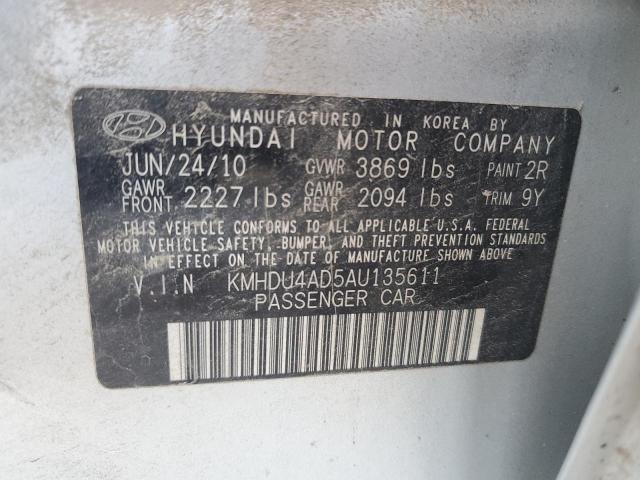 MANUFACTURED IN KOREA BY
HYUNDAI MOTOR COMPANY
JUN/24/10 GVWR 3869 lbs PAINT 2R
GAWR FRONT 2227 lbs GAWR REAR 2094 lbs TRIM 9Y
THIS VEHICLE CONFORMS TO ALL APPLICABLE U.S.A. FEDERAL
MOTOR VEHICLE SAFETY, BUMPER, AND THEFT PREVENTION STANDARDS
IN EFFECT ON THE DATE OF MANUFACTURE SHOWN ABOVE
V.I.N KMHDU4AD5AU135611
PASSENGER CAR